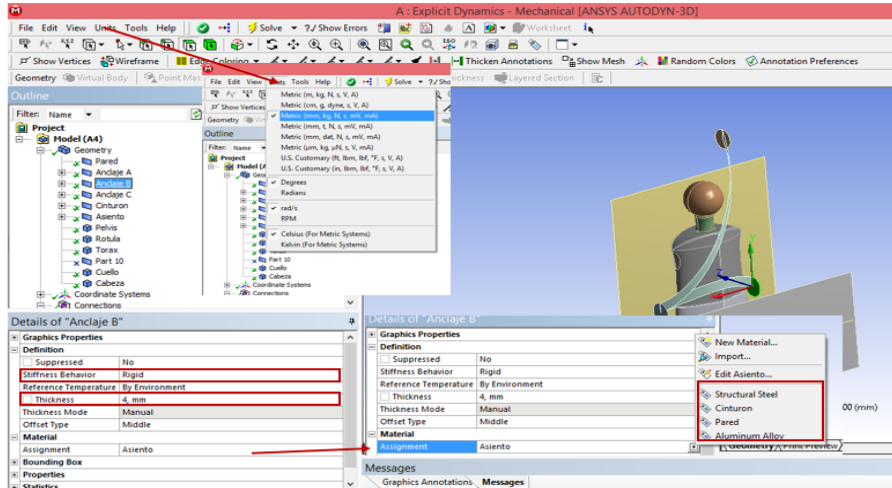 A : Explicit Dynamics - Mechanical [ANSYS AUTODYN-3D]
File Edit View Units Tools Help Solve ?/ Show Errors Worksheet
Show Vertices Wireframe Edge Coloring Thicken Annotations Show Mesh Random Colors Annotation Preferences
Geometry Virtual Body Point Mas ickness Layered Section
File Edit View Tools Help Solve
Show Vertices
Geometry
Outline
Filter: Name
Project
Model (A4)
Geometry
Pared
Anclaje A
Anclaje B
Anclaje C
Cinturon
Asiento
Pelvis
Rotula
Torax
Part 10
Cuello
Cabeza
Coordinate Systems
Connections
Outline
Filter: Name
Project
Part 10
Cuello
Cabeza
Coordinate Systems
Connections
Metric (m, kg, N, s, V, A)
Metric (cm, g, dyne, s, V, A)
Metric (mm, kg, N, s, mV, mA)
Metric (mm, t, N, s, mV, mA)
Metric (mm, dat, N, s, mV, mA)
Metric (µm, kg, µN, s, V, mA)
U.S. Customary (ft, lbm, lbf, °F, s, V, A)
U.S. Customary (in, lbm, lbf, °F, s, V, A)
Degrees
Radians
rad/s
RPM
Celsius (For Metric Systems)
Kelvin (For Metric Systems)
Y
Z
Details of "Anclaje B"
Graphics Properties
Definition
Suppressed No
Stiffness Behavior Rigid
Reference Temperature By Environment
Thickness 4, mm
Thickness Mode Manual
Offset Type Middle
Material
Assignment Asiento
Bounding Box
Properties
Statistics
Details of "Anclaje B"
Graphics Properties
Definition
Suppressed No
Stiffness Behavior Rigid
Reference Temperature By Environment
Thickness 4, mm
Thickness Mode Manual
Offset Type Middle
Material
Assignment Asiento
New Material...
Import...
Edit Asiento...
Structural Steel
Cinturon
Pared
Aluminum Alloy
00 (mm)
Geometry Print Preview
Messages
Graphics Annotations Messages